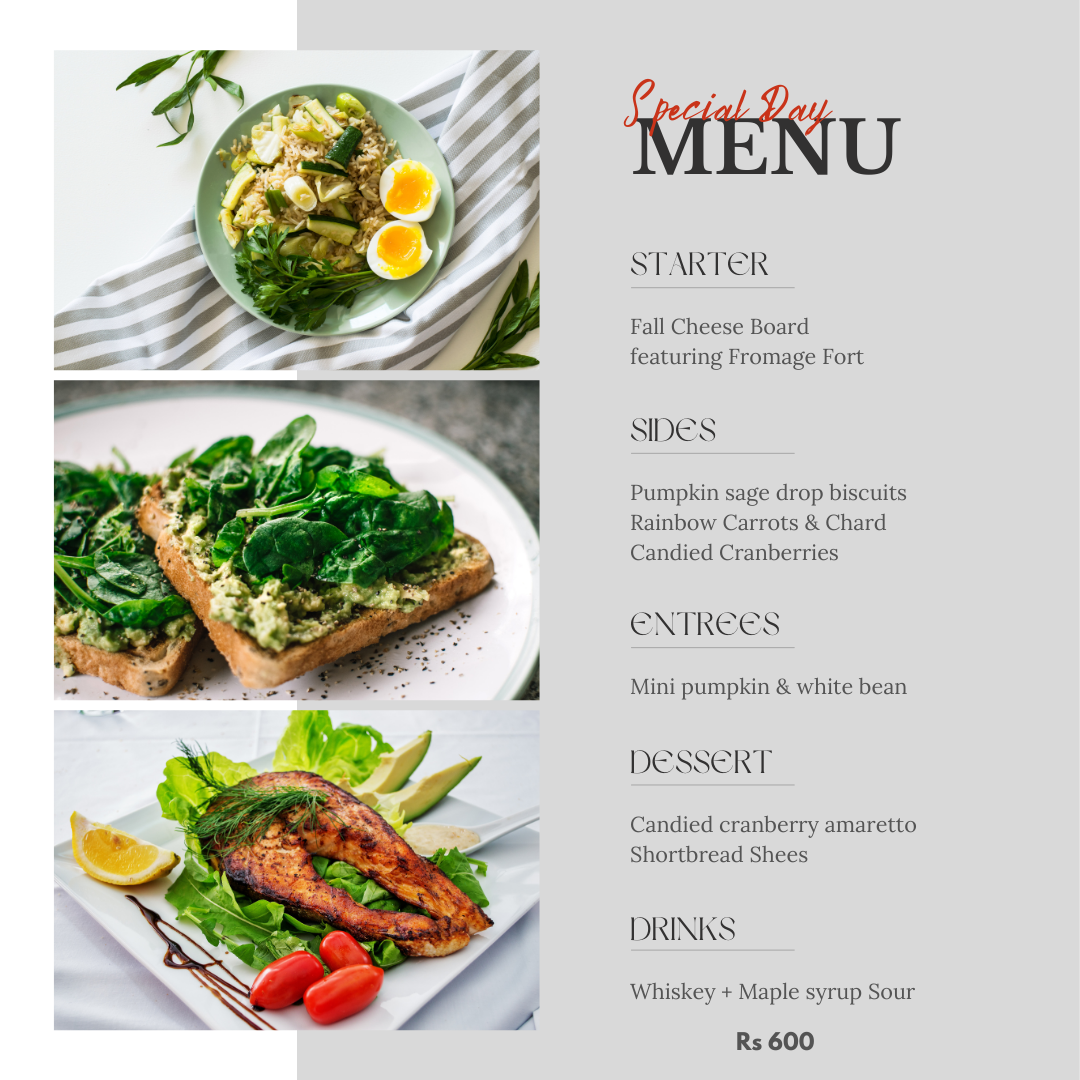 Special Day
MENU
STARTER
Fall Cheese Board
featuring Fromage Fort
SIDES
Pumpkin sage drop biscuits
Rainbow Carrots & Chard
Candied Cranberries
ENTREES
Mini pumpkin & white bean
DESSERT
Candied cranberry amaretto
Shortbread Shees
DRINKS
Whiskey + Maple syrup Sour
Rs 600